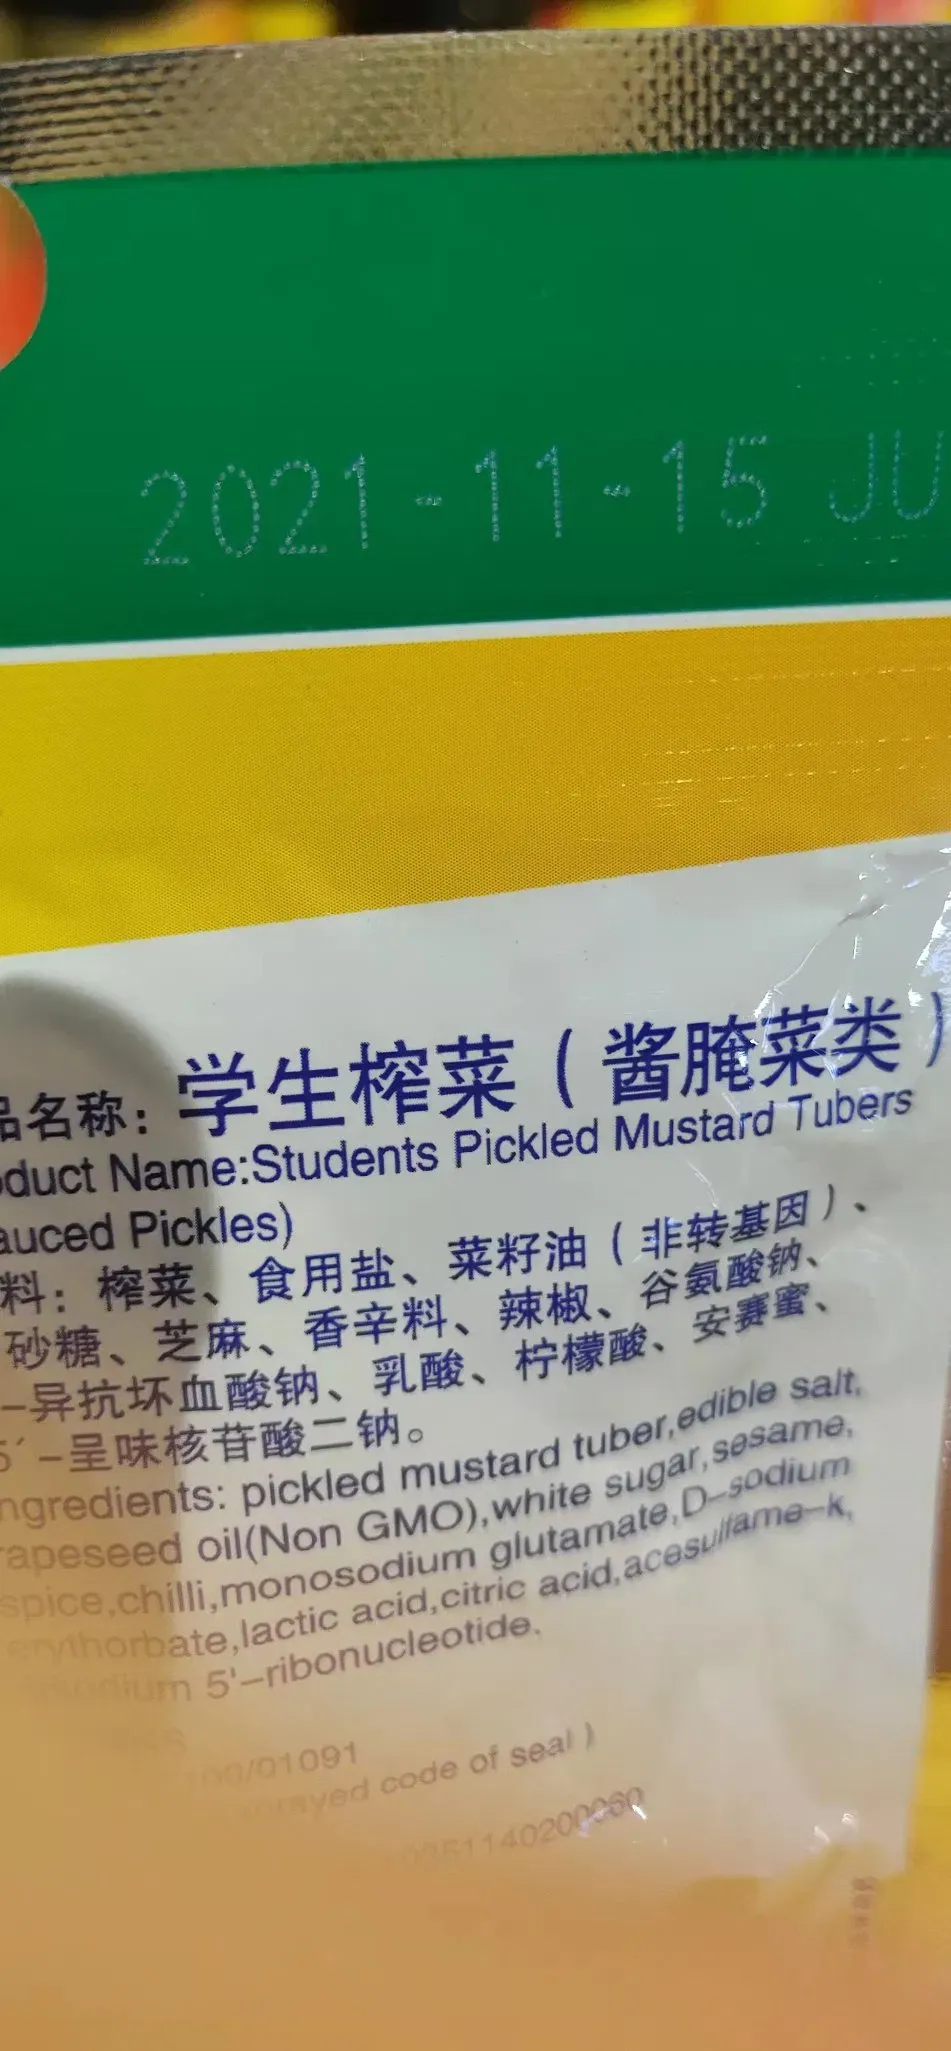 2021-11-15 JU
品名称：学生榨菜（酱腌菜类）
oduct Name:Students Pickled Mustard Tubers
auced Pickles)
料：榨菜、食用盐、菜籽油（非转基因）、
砂糖、芝麻、香辛料、辣椒、谷氨酸钠、
-异抗坏血酸钠、乳酸、柠檬酸、安赛蜜、
5′-呈味核苷酸二钠。
ngredients: pickled mustard tuber,edible salt,
rapeseed oil(Non GMO),white sugar,sesame,
spice,chilli,monosodium glutamate,D-sodium
erythorbate,lactic acid,citric acid,acesulfame-k,
5'-ribonucleotide.
/01091
sprayed code of seal )
0351140200060